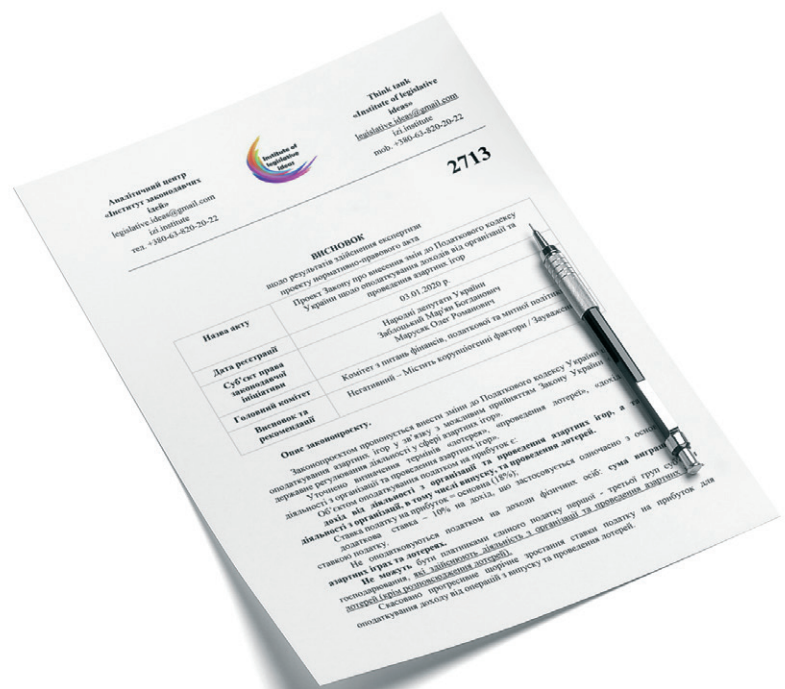 Аналітичний центр
«Інститут законодавчих
ідей»
legislative.ideas@gmail.com
izi.institute
тел. +380-63-820-20-22
Institute of
legislative
ideas
Think tank
«Institute of legislative
ideas»
legislative.ideas@gmail.com
izi.institute
mob. +380-63-820-20-22
2713
ВИСНОВОК
щодо результатів здійснення експертизи
проекту нормативно-правового акта
Назва акту
Проект Закону про внесення змін до Податкового кодексу
України щодо оподаткування доходів від організації та
проведення азартних ігор
Дата реєстрації
03.01.2020 р.
Суб'єкт права
законодавчої
ініціативи
Народні депутати України
Заблоцький Мар'ян Богданович
Марусяк Олег Романович
Головний комітет
Комітет з питань фінансів, податкової та митної політики
Висновок та
рекомендації
Негативний – Містить корупціогенні фактори /
Опис законопроєкту.
Законопроєктом пропонується внести зміни до Податкового кодексу України
оподаткування азартних ігор у зв'язку з можливим прийняттям Закону України
державне регулювання діяльності у сфері азартних ігор».
Уточнено визначення термінів «лотерея», «проведення лотереї», «дохід
діяльності з організації та проведення азартних ігор».
Об'єктом оподаткування податком на прибуток є:
дохід від діяльності з організації та проведення азартних ігор, а
діяльності з організації, в тому числі випуску, та проведення лотерей.
Ставка податку на прибуток – основна (18%);
додаткова ставка – 10% на дохід, що застосовується одночасно з
ставкою податку.
Не оподатковуються податком на доходи фізичних осіб: сума
азартних іграх та лотереях.
Не можуть бути платниками єдиного податку першої - третьої груп
господарювання, які здійснюють діяльність з організації та проведення азартних
лотерей (крім розповсюдження лотерей).
Скасовано прогресивне щорічне зростання ставки податку на прибуток для
оподаткування доходу від операцій з випуску та проведення лотерей.